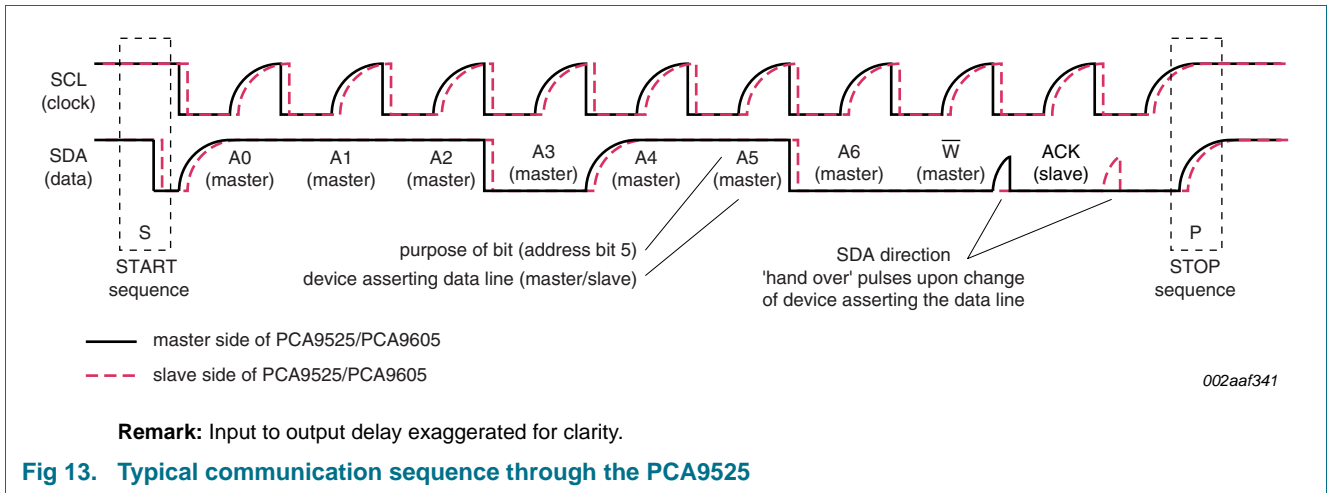 SCL
(clock)
SDA
(data)
A0
(master)
A1
(master)
A2
(master)
A3
(master)
A4
(master)
A5
(master)
A6
(master)
W̅
(master)
ACK
(slave)
S
START
sequence
purpose of bit (address bit 5)
device asserting data line (master/slave)
SDA direction
'hand over' pulses upon change
of device asserting the data line
P
STOP
sequence
master side of PCA9525/PCA9605
slave side of PCA9525/PCA9605
002aaf341
Remark: Input to output delay exaggerated for clarity.
Fig 13. Typical communication sequence through the PCA9525